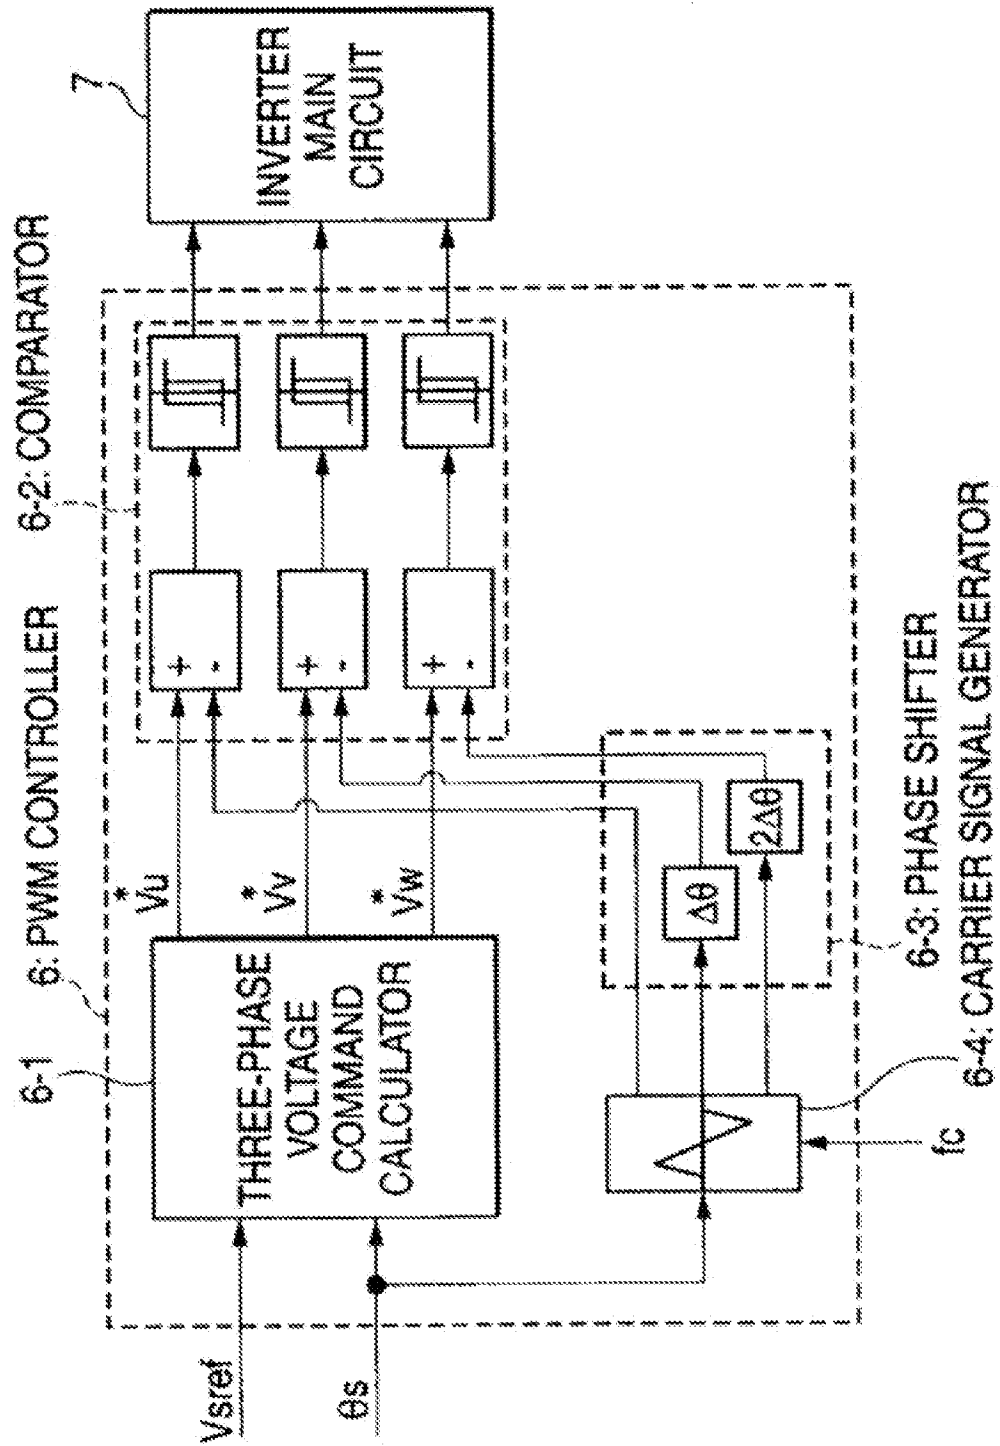 6: PWM CONTROLLER
6-2: COMPARATOR
7
6-1
Vsref
θs
THREE-PHASE
VOLTAGE
COMMAND
CALCULATOR
Vu*
Vv*
Vw*
+
-
+
-
+
-
INVERTER
MAIN
CIRCUIT
Δθ
2Δθ
fc
6-3: PHASE SHIFTER
6-4: CARRIER SIGNAL GENERATOR